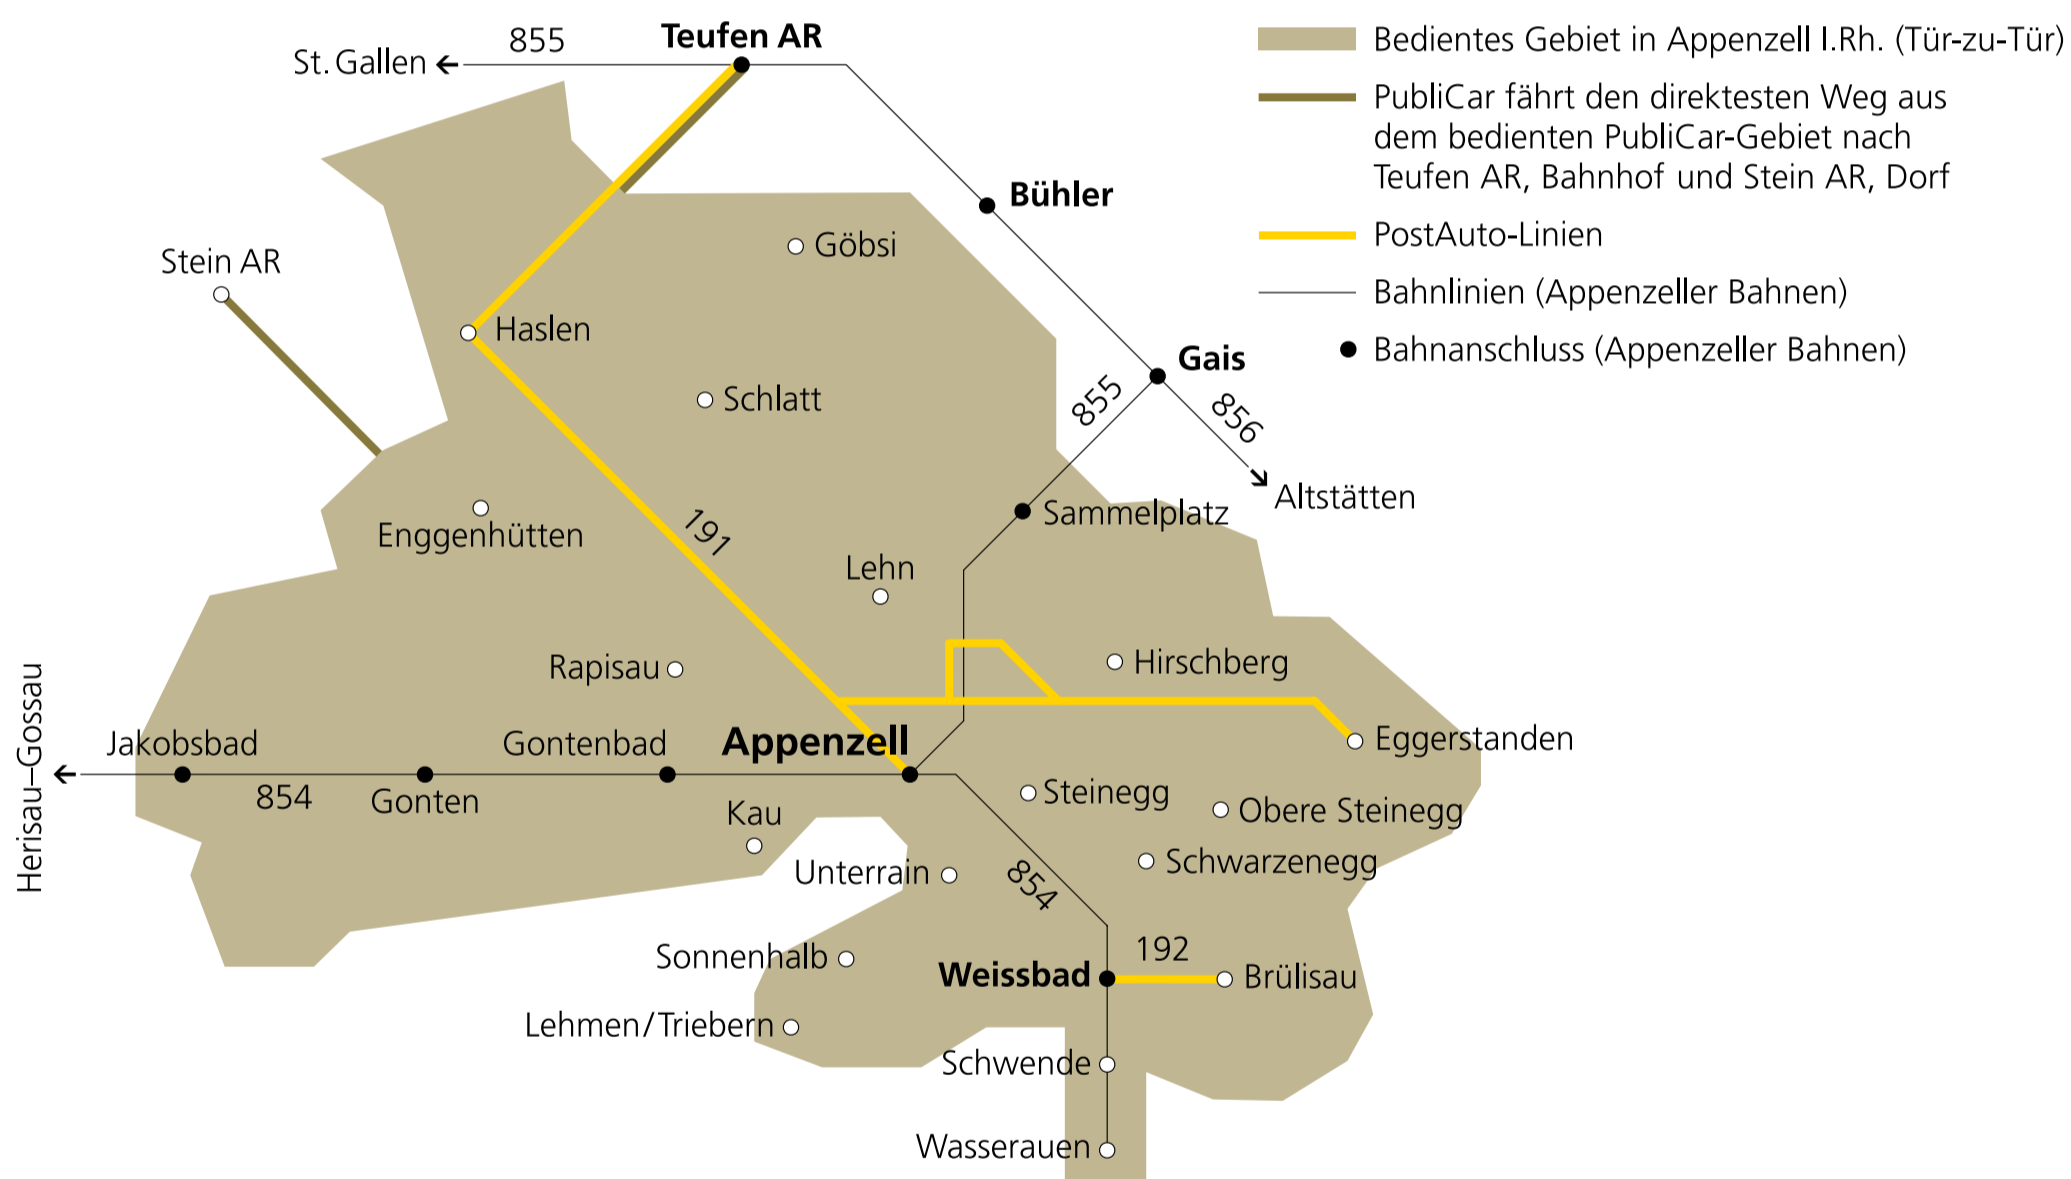 855
Teufen AR
St. Gallen
Bühler
Göbsi
Stein AR
Haslen
Gais
Schlatt
855
856
Altstätten
Sammelplatz
191
Enggenhütten
Lehn
Rapisau
Hirschberg
Herisau–Gossau
Jakobsbad
Gontenbad
Appenzell
Eggerstanden
854
Gonten
Kau
Steinegg
Obere Steinegg
Unterrain
854
Schwarzenegg
Sonnenhalb
192
Weissbad
Brülisau
Lehmen/Triebern
Schwende
Wasserauen
Bedientes Gebiet in Appenzell I.Rh. (Tür-zu-Tür)
PubliCar fährt den direktesten Weg aus
dem bedienten PubliCar-Gebiet nach
Teufen AR, Bahnhof und Stein AR, Dorf
PostAuto-Linien
Bahnlinien (Appenzeller Bahnen)
Bahnanschluss (Appenzeller Bahnen)